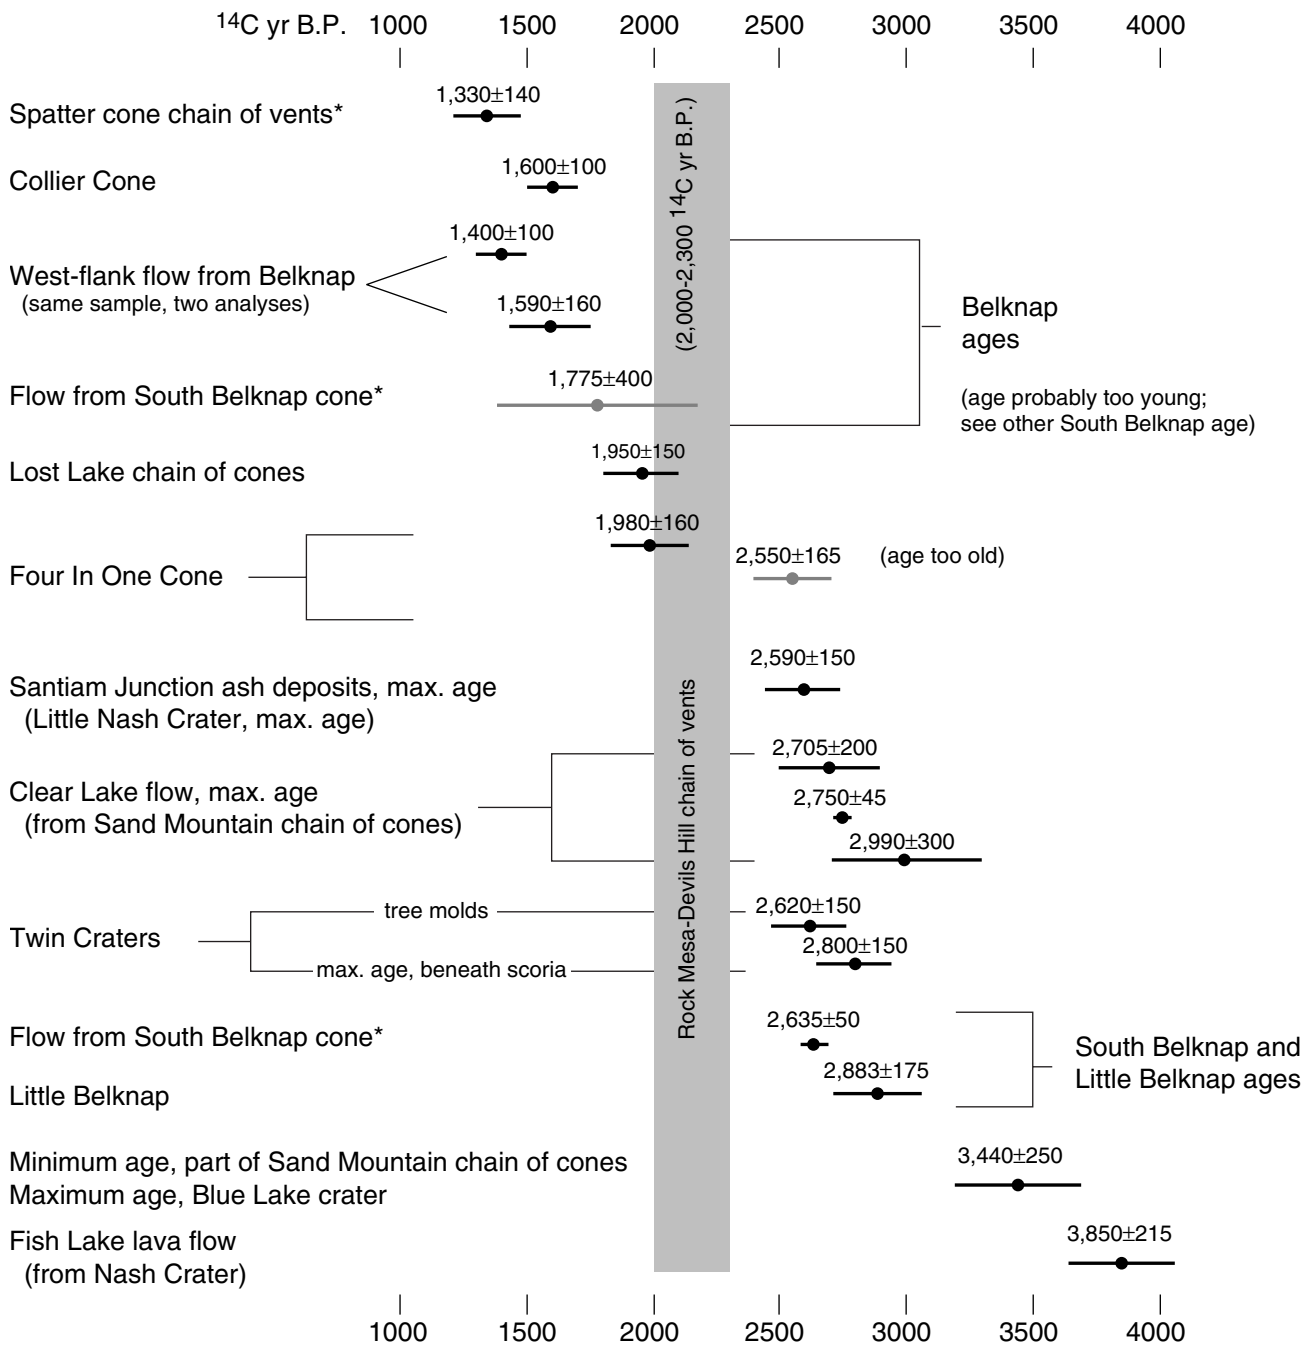 14C yr B.P. 1000 1500 2000 2500 3000 3500 4000
Spatter cone chain of vents*
1,330±140
Collier Cone
1,600±100
West-flank flow from Belknap
(same sample, two analyses)
1,400±100
1,590±160
Flow from South Belknap cone*
1,775±400
Belknap
ages
(age probably too young;
see other South Belknap age)
Lost Lake chain of cones
1,950±150
Four In One Cone
1,980±160
2,550±165
(age too old)
(2,000-2,300 14C yr B.P.)
Rock Mesa-Devils Hill chain of vents
Santiam Junction ash deposits, max. age
(Little Nash Crater, max. age)
2,590±150
Clear Lake flow, max. age
(from Sand Mountain chain of cones)
2,705±200
2,750±45
2,990±300
Twin Craters
tree molds
2,620±150
max. age, beneath scoria
2,800±150
Flow from South Belknap cone*
2,635±50
Little Belknap
2,883±175
South Belknap and
Little Belknap ages
Minimum age, part of Sand Mountain chain of cones
Maximum age, Blue Lake crater
3,440±250
Fish Lake lava flow
(from Nash Crater)
3,850±215
1000 1500 2000 2500 3000 3500 4000